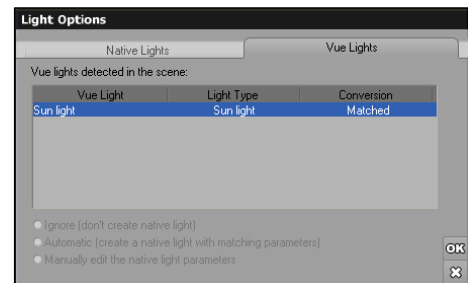 Light Options
Native Lights Vue Lights
Vue lights detected in the scene:
Vue Light Light Type Conversion
Sun light Sun light Matched
Ignore (don't create native light)
Automatic (create a native light with matching parameters)
Manually edit the native light parameters
OK